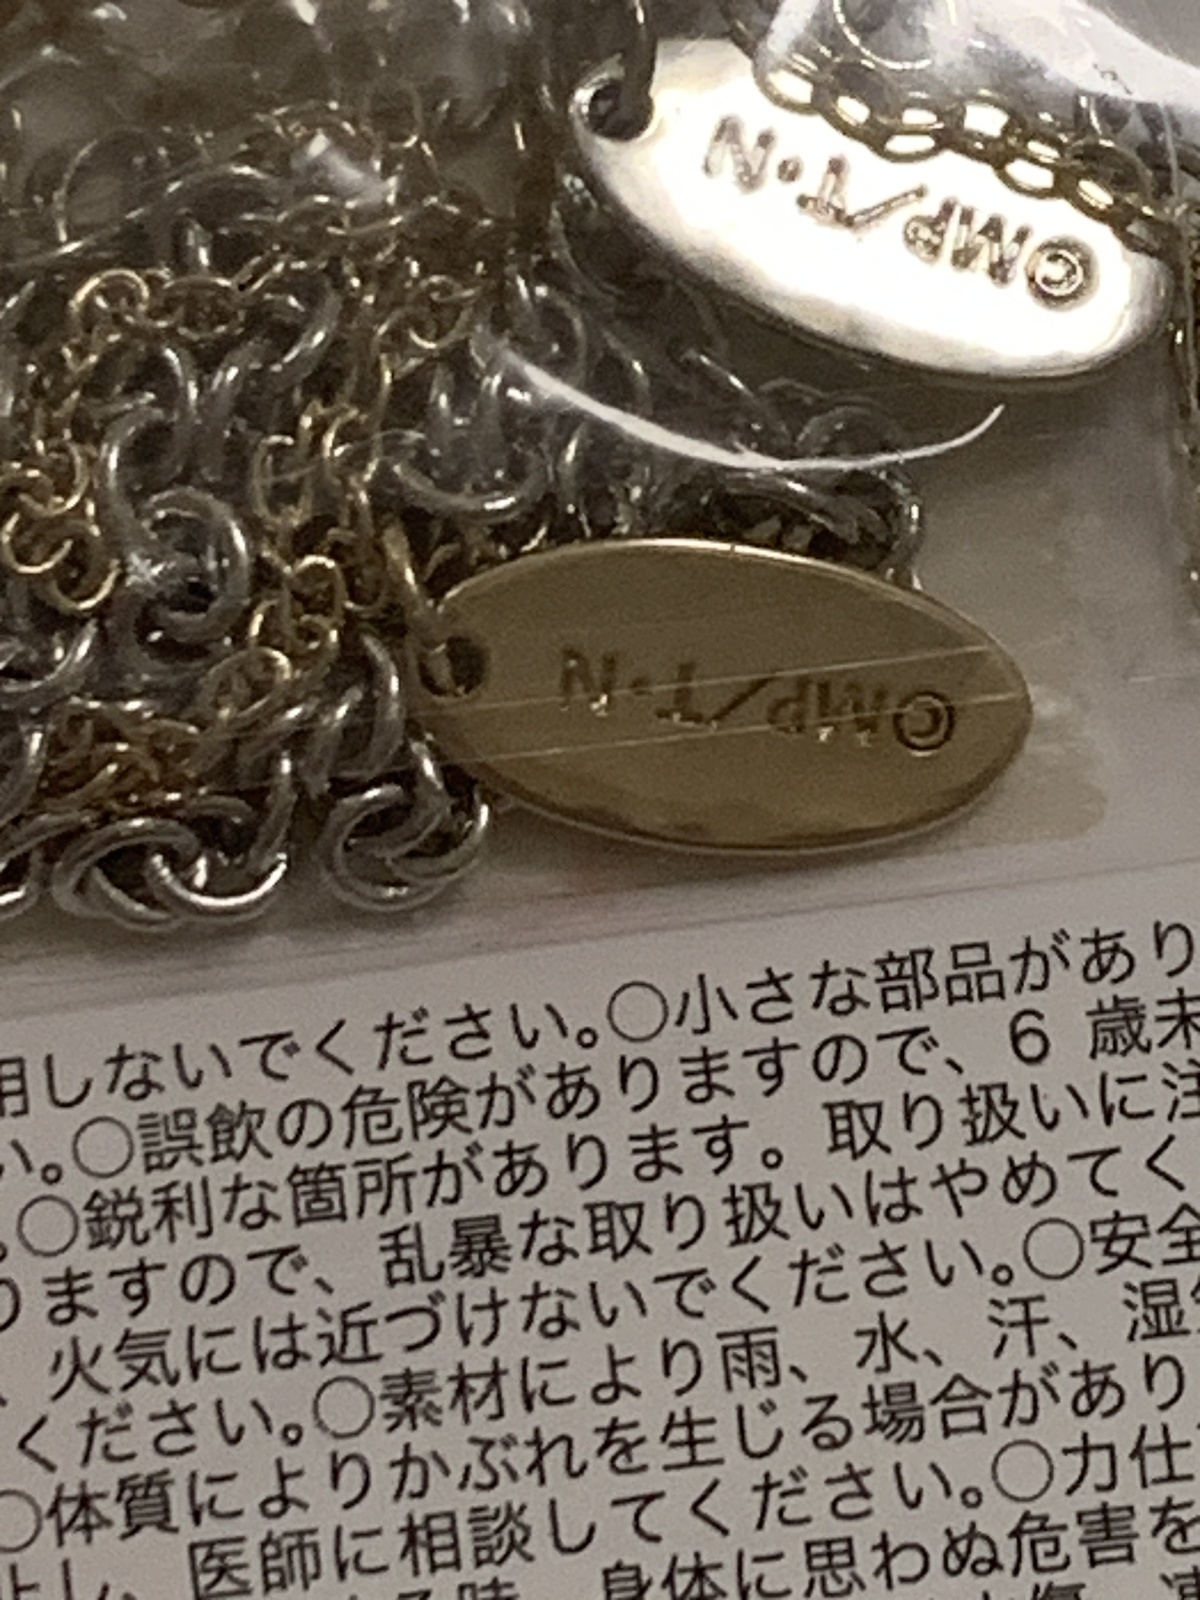 ©MP/T・N
©MP/T・N
用しないでください。○小さな部品があり
い。○誤飲の危険がありますので、6 歳未
。○鋭利な箇所があります。取り扱いに注
りますので、乱暴な取り扱いはやめてく
、火気には近づけないでください。○安全
ください。○素材により雨、水、汗、湿気
○体質によりかぶれを生じる場合があり
止し、医師に相談してください。○力仕
身体に思わぬ危害を